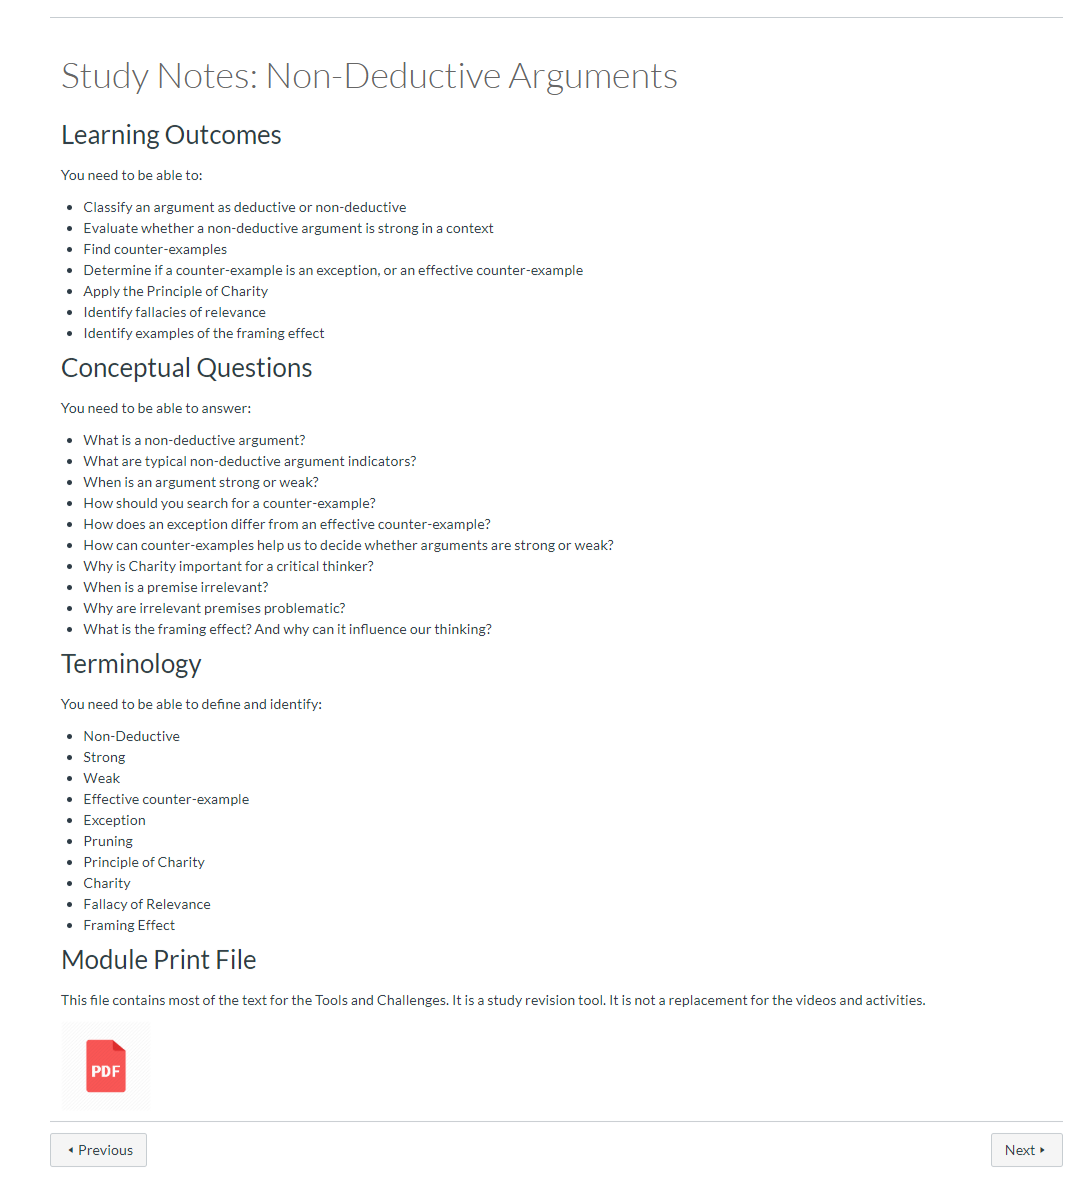 Study Notes: Non-Deductive Arguments
Learning Outcomes
You need to be able to:
Classify an argument as deductive or non-deductive
Evaluate whether a non-deductive argument is strong in a context
Find counter-examples
Determine if a counter-example is an exception, or an effective counter-example
Apply the Principle of Charity
Identify fallacies of relevance
Identify examples of the framing effect
Conceptual Questions
You need to be able to answer:
What is a non-deductive argument?
What are typical non-deductive argument indicators?
When is an argument strong or weak?
How should you search for a counter-example?
How does an exception differ from an effective counter-example?
How can counter-examples help us to decide whether arguments are strong or weak?
Why is Charity important for a critical thinker?
When is a premise irrelevant?
Why are irrelevant premises problematic?
What is the framing effect? And why can it influence our thinking?
Terminology
You need to be able to define and identify:
Non-Deductive
Strong
Weak
Effective counter-example
Exception
Pruning
Principle of Charity
Charity
Fallacy of Relevance
Framing Effect
Module Print File
This file contains most of the text for the Tools and Challenges. It is a study revision tool. It is not a replacement for the videos and activities.
PDF
Previous
Next